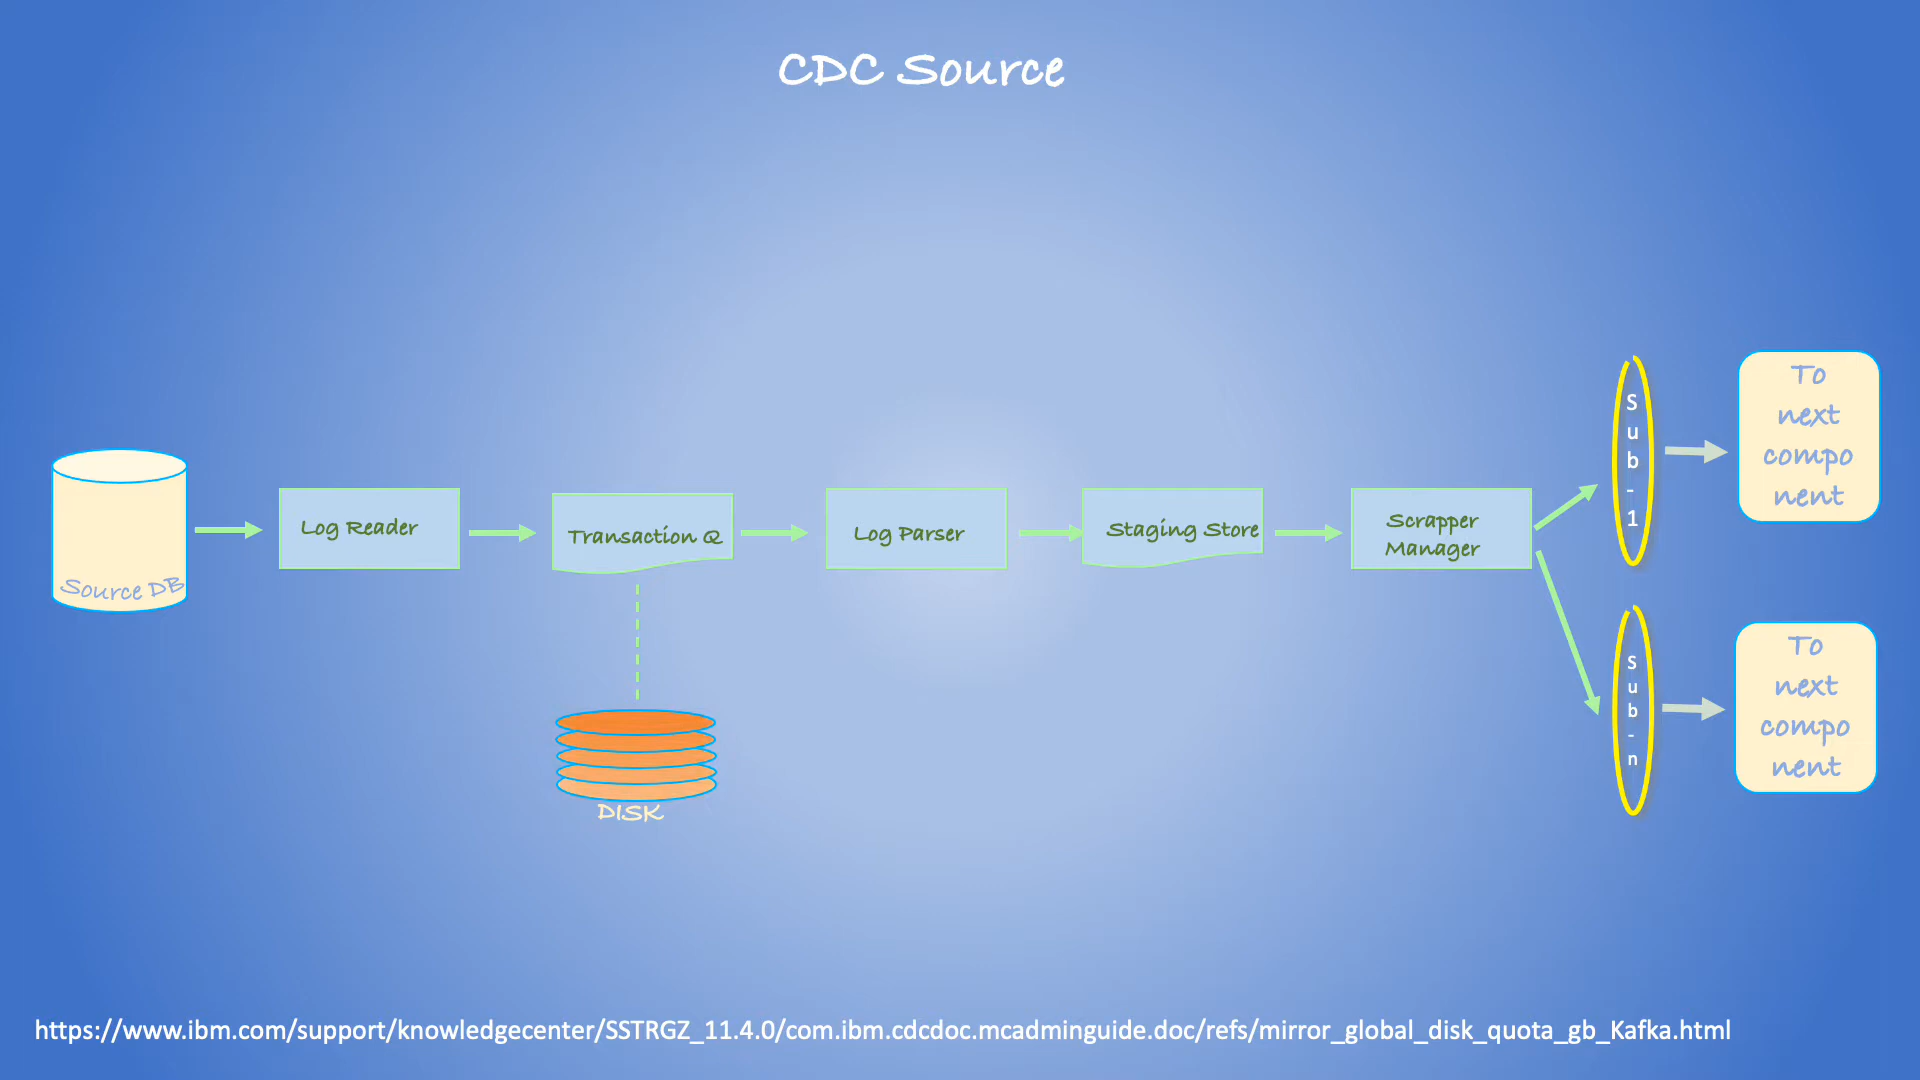 CDC Source
Source DB
Log Reader
Transaction Q
DISK
Log Parser
Staging Store
Scrapper
Manager
S
u
b
-
1
To
next
compo
nent
S
u
b
-
n
To
next
compo
nent
https://www.ibm.com/support/knowledgecenter/SSTRGZ_11.4.0/com.ibm.cdcdoc.mcadminguide.doc/refs/mirror_global_disk_quota_gb_Kafka.html